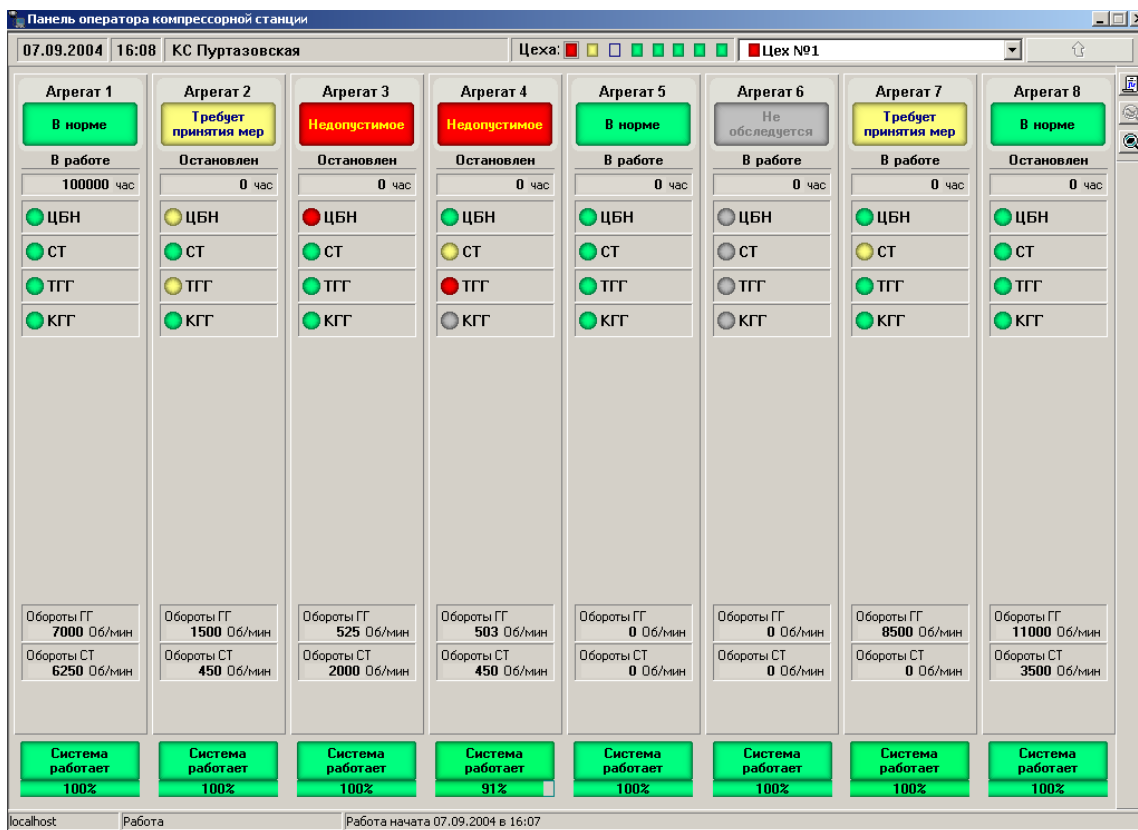 Панель оператора компрессорной станции
07.09.2004 16:08 КС Пуртазовская Цеха: Цех №1
Агрегат 1 Агрегат 2 Агрегат 3 Агрегат 4 Агрегат 5 Агрегат 6 Агрегат 7 Агрегат 8
В норме Требует принятия мер Недопустимое Недопустимое В норме Не обследуется Требует принятия мер В норме
В работе Остановлен Остановлен Остановлен В работе В работе В работе Остановлен
100000 час 0 час 0 час 0 час 0 час 0 час 0 час 0 час
ЦБН ЦБН ЦБН ЦБН ЦБН ЦБН ЦБН ЦБН
СТ СТ СТ СТ СТ СТ СТ СТ
ТГГ ТГГ ТГГ ТГГ ТГГ ТГГ ТГГ ТГГ
КГГ КГГ КГГ КГГ КГГ КГГ КГГ КГГ
Обороты ГГ Обороты ГГ Обороты ГГ Обороты ГГ Обороты ГГ Обороты ГГ Обороты ГГ Обороты ГГ
7000 Об/мин 1500 Об/мин 525 Об/мин 503 Об/мин 0 Об/мин 0 Об/мин 8500 Об/мин 11000 Об/мин
Обороты СТ Обороты СТ Обороты СТ Обороты СТ Обороты СТ Обороты СТ Обороты СТ Обороты СТ
6250 Об/мин 450 Об/мин 2000 Об/мин 450 Об/мин 0 Об/мин 0 Об/мин 0 Об/мин 3500 Об/мин
Система Система Система Система Система Система Система Система
работает работает работает работает работает работает работает работает
100% 100% 100% 91% 100% 100% 100% 100%
localhost Работа Работа начата 07.09.2004 в 16:07